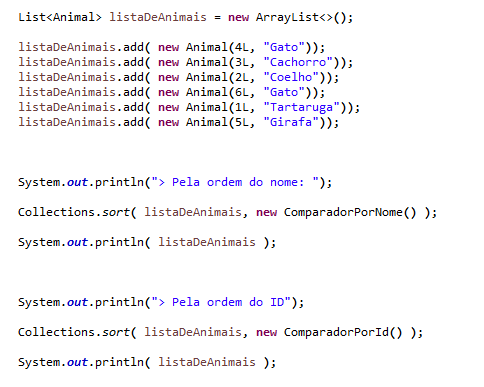 List<Animal> listaDeAnimais = new ArrayList<>();
listaDeAnimais.add( new Animal(4L, "Gato"));
listaDeAnimais.add( new Animal(3L, "Cachorro"));
listaDeAnimais.add( new Animal(2L, "Coelho"));
listaDeAnimais.add( new Animal(6L, "Gato"));
listaDeAnimais.add( new Animal(1L, "Tartaruga"));
listaDeAnimais.add( new Animal(5L, "Girafa"));
System.out.println("> Pela ordem do nome: ");
Collections.sort( listaDeAnimais, new ComparadorPorNome() );
System.out.println( listaDeAnimais );
System.out.println("> Pela ordem do ID");
Collections.sort( listaDeAnimais, new ComparadorPorId() );
System.out.println( listaDeAnimais );